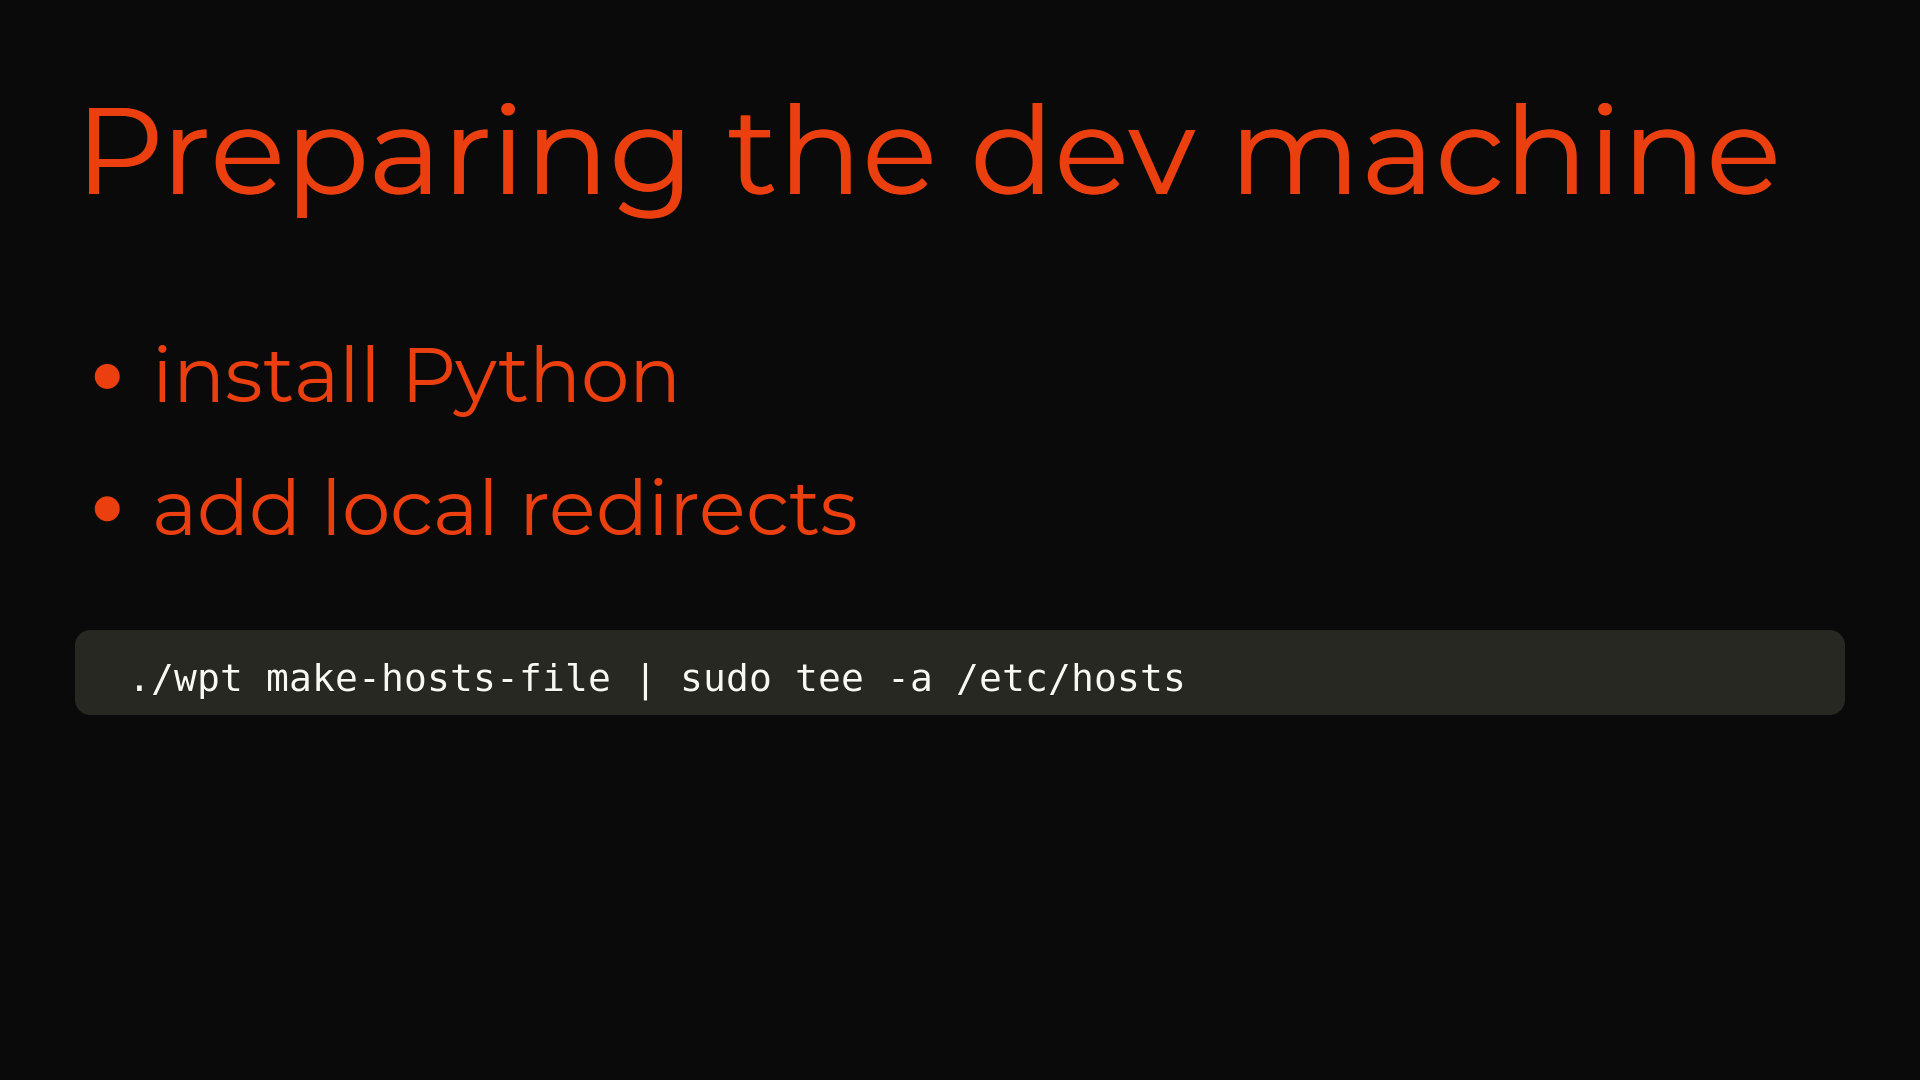 Preparing the dev machine
• install Python
• add local redirects
./wpt make-hosts-file | sudo tee -a /etc/hosts